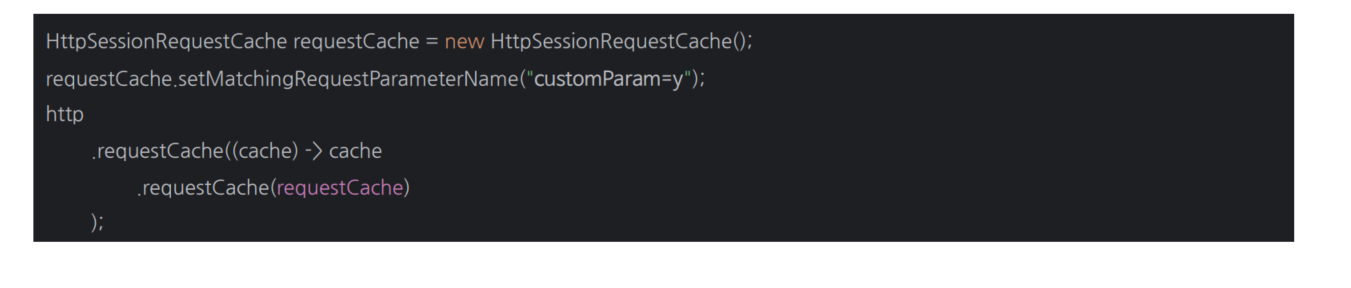 HttpSessionRequestCache requestCache = new HttpSessionRequestCache();
requestCache.setMatchingRequestParameterName("customParam=y");
http
.requestCache((cache) -> cache
.requestCache(requestCache)
);